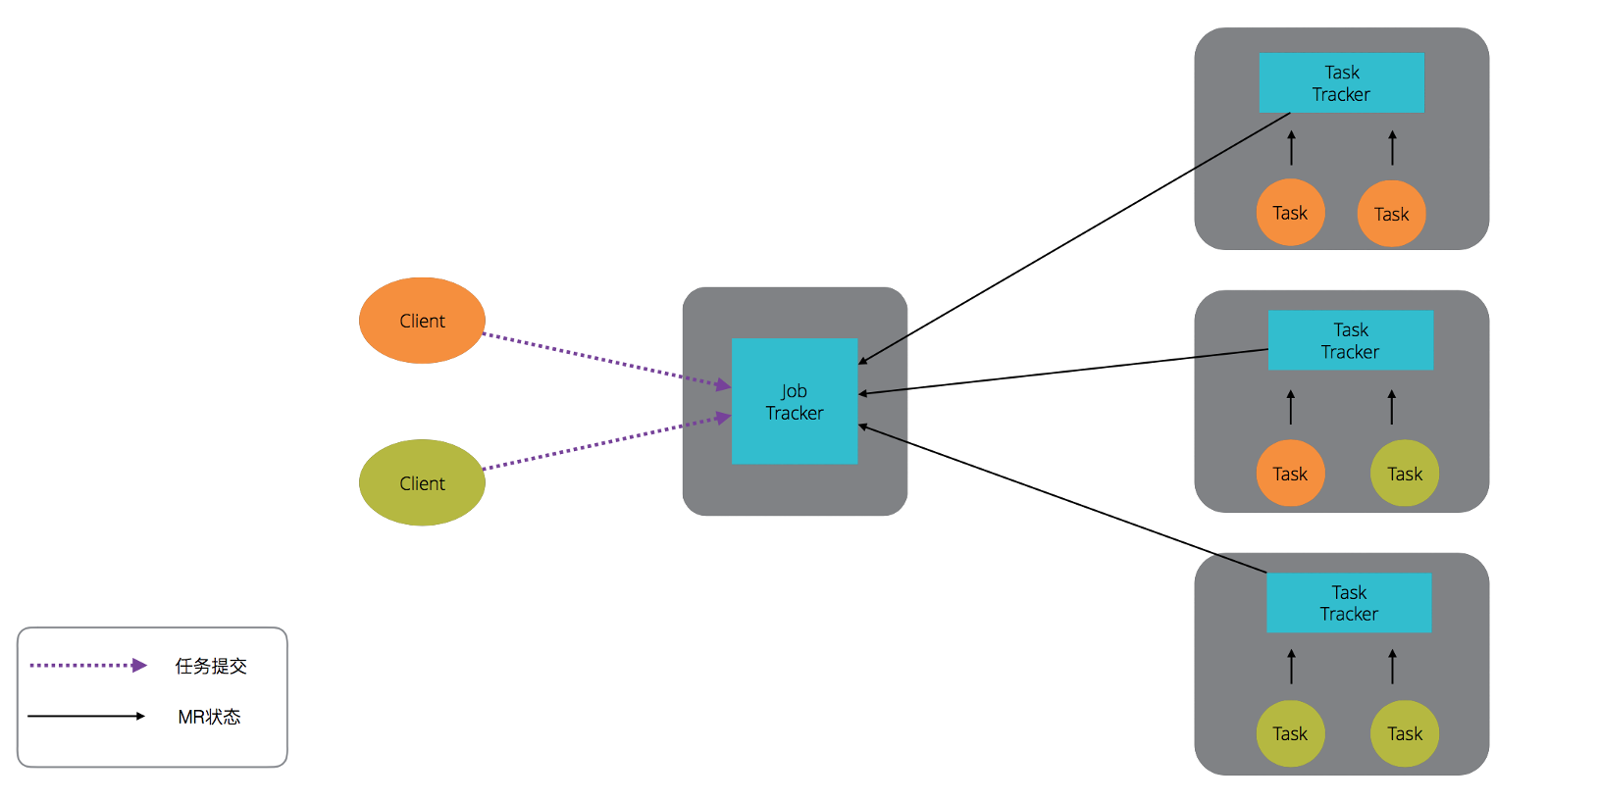 Task
Tracker
Task
Task
Client
Client
Job
Tracker
Task
Tracker
Task
Task
Task
Tracker
Task
Task
任务提交
MR状态